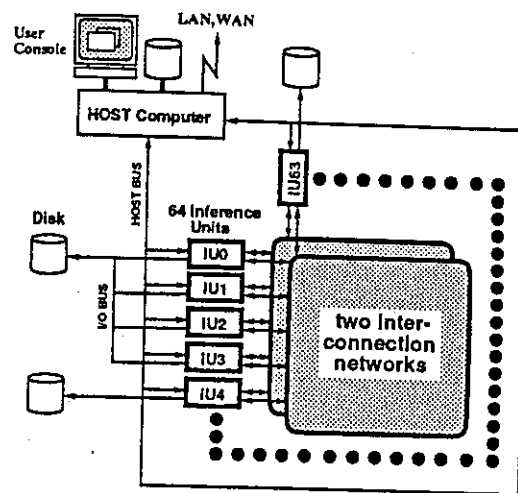 LAN,WAN
User
Console
HOST Computer
IU63
HOST BUS
64 Inference
Units
Disk
IU0
I/O BUS
IU1
IU2
IU3
IU4
two inter-
connection
networks